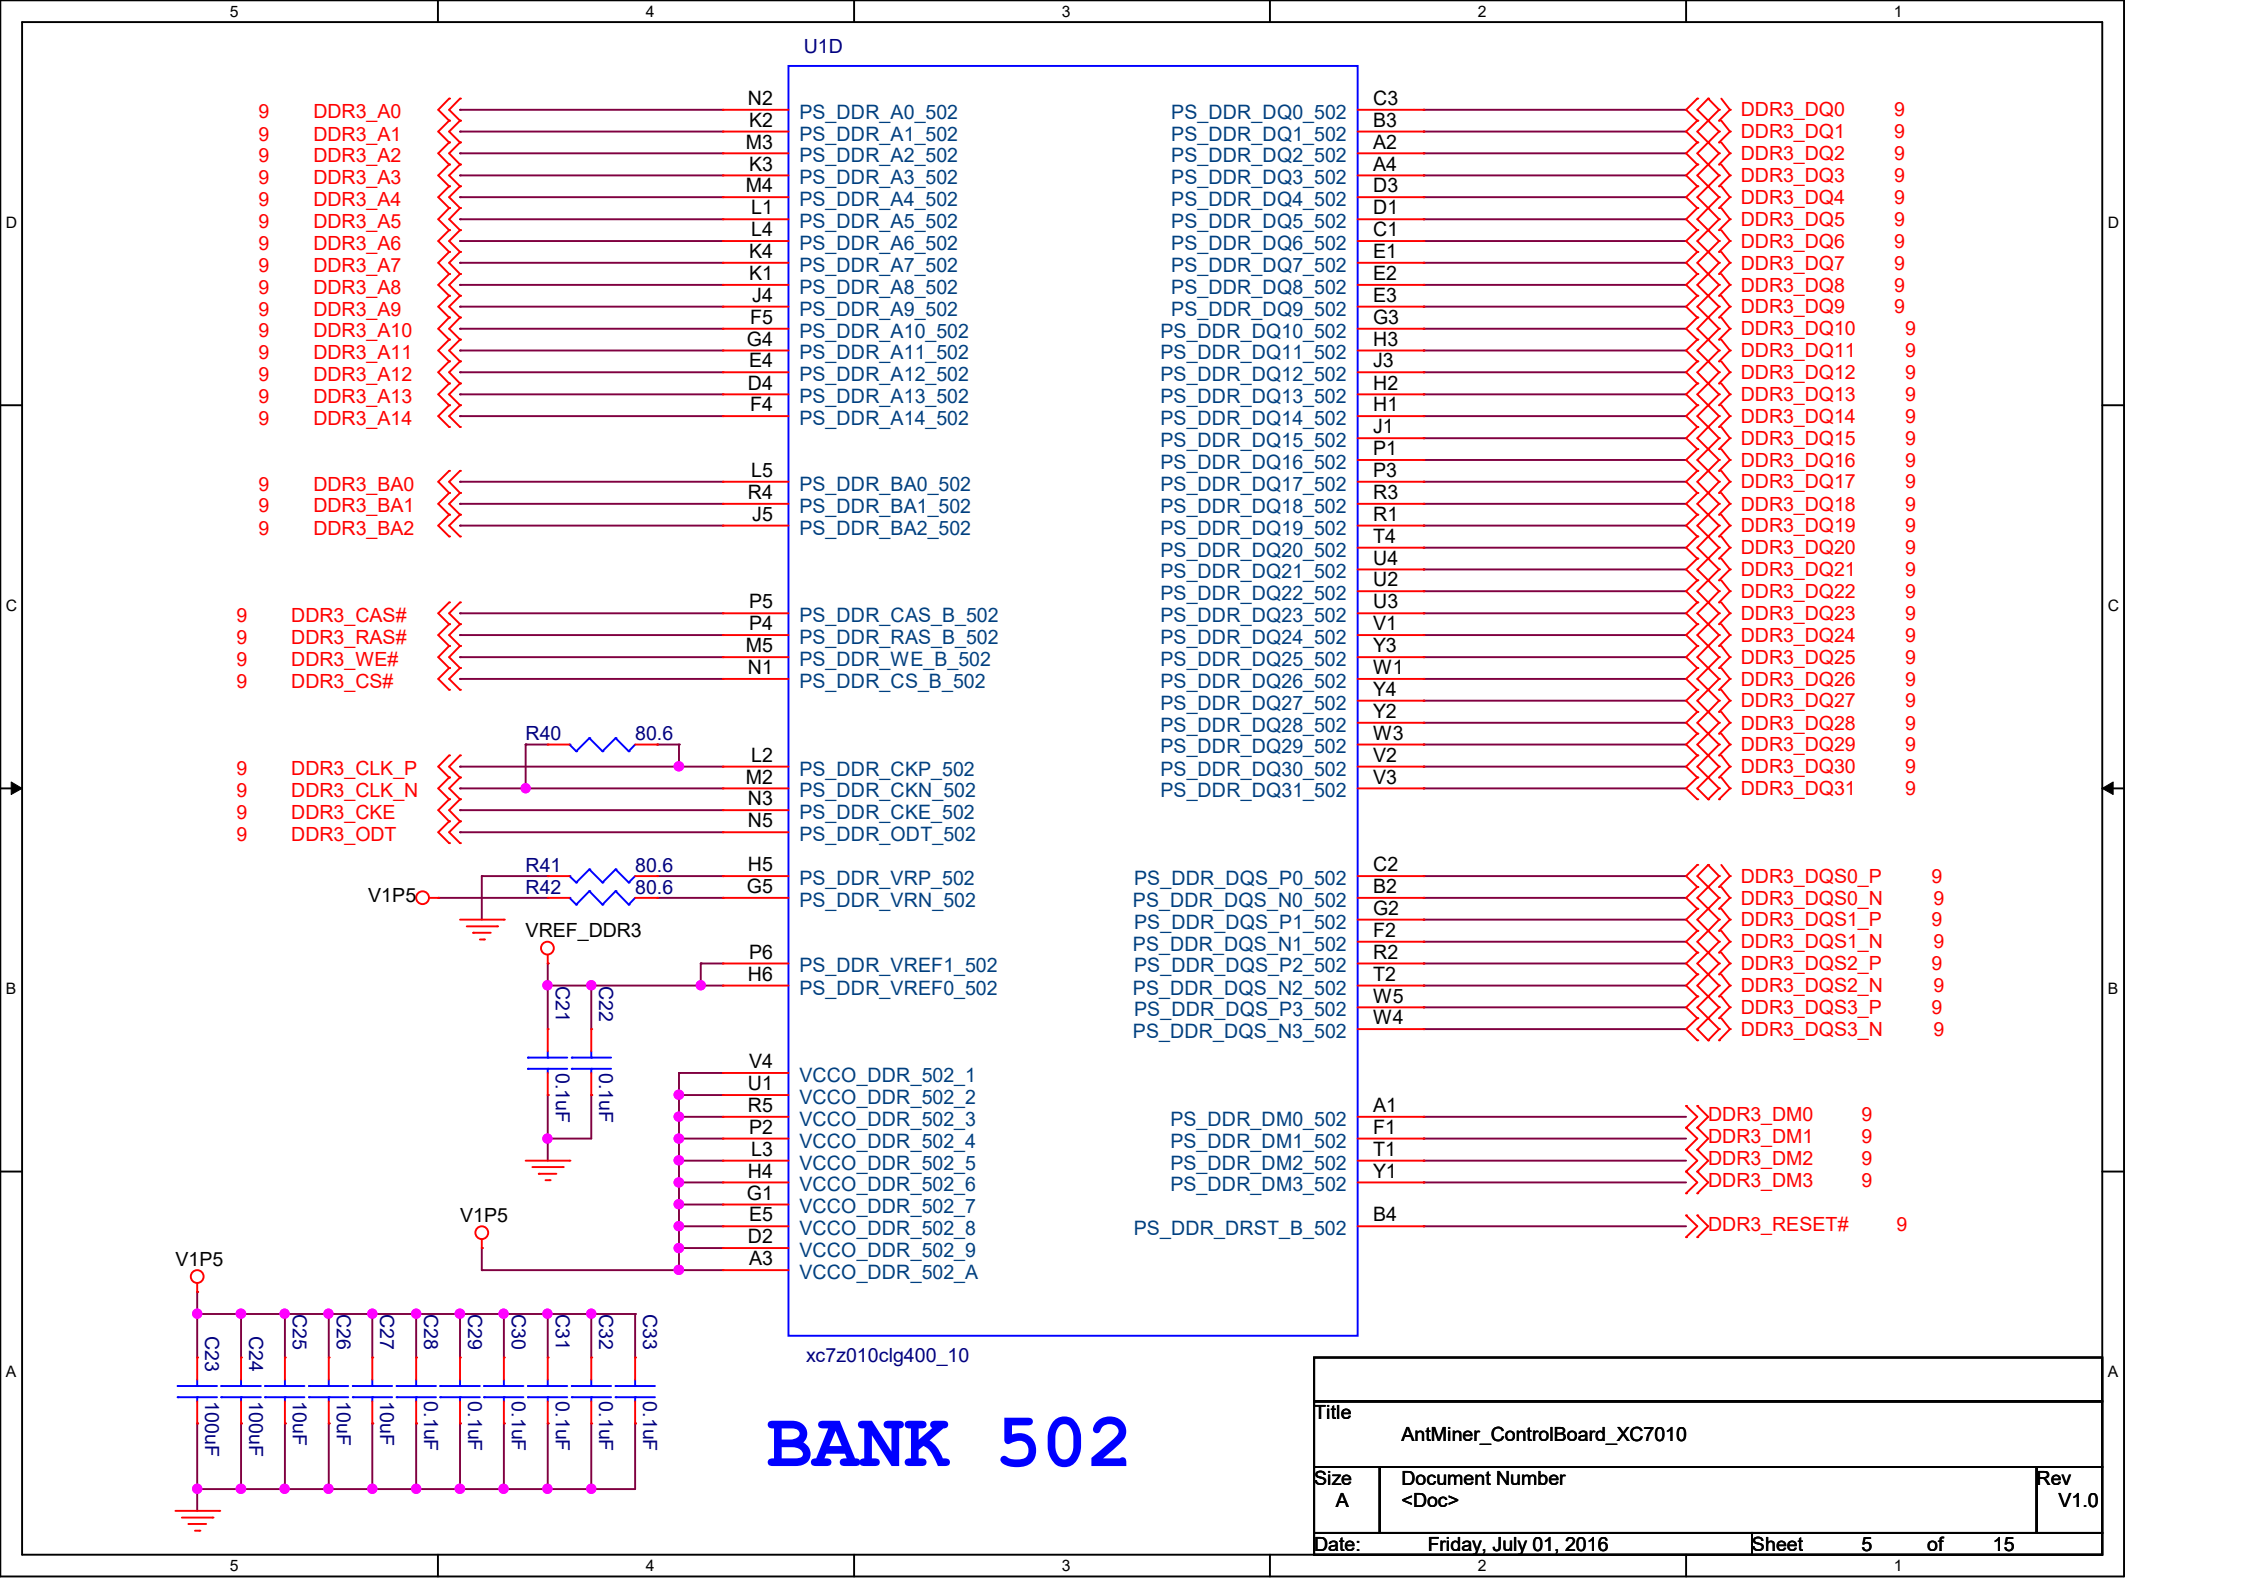 5 4 3 2 1
U1D
9 DDR3_A0 N2 PS_DDR_A0_502
9 DDR3_A1 K2 PS_DDR_A1_502
9 DDR3_A2 M3 PS_DDR_A2_502
9 DDR3_A3 K3 PS_DDR_A3_502
9 DDR3_A4 M4 PS_DDR_A4_502
9 DDR3_A5 L1 PS_DDR_A5_502
9 DDR3_A6 L4 PS_DDR_A6_502
9 DDR3_A7 K4 PS_DDR_A7_502
9 DDR3_A8 K1 PS_DDR_A8_502
9 DDR3_A9 J4 PS_DDR_A9_502
9 DDR3_A10 F5 PS_DDR_A10_502
9 DDR3_A11 G4 PS_DDR_A11_502
9 DDR3_A12 E4 PS_DDR_A12_502
9 DDR3_A13 D4 PS_DDR_A13_502
9 DDR3_A14 F4 PS_DDR_A14_502
9 DDR3_BA0 L5 PS_DDR_BA0_502
9 DDR3_BA1 R4 PS_DDR_BA1_502
9 DDR3_BA2 J5 PS_DDR_BA2_502
9 DDR3_CAS# P5 PS_DDR_CAS_B_502
9 DDR3_RAS# P4 PS_DDR_RAS_B_502
9 DDR3_WE# M5 PS_DDR_WE_B_502
9 DDR3_CS# N1 PS_DDR_CS_B_502
R40 80.6
9 DDR3_CLK_P L2 PS_DDR_CKP_502
9 DDR3_CLK_N M2 PS_DDR_CKN_502
9 DDR3_CKE N3 PS_DDR_CKE_502
9 DDR3_ODT N5 PS_DDR_ODT_502
R41 80.6 H5 PS_DDR_VRP_502
V1P5 R42 80.6 G5 PS_DDR_VRN_502
VREF_DDR3
P6 PS_DDR_VREF1_502
H6 PS_DDR_VREF0_502
C21 C22
0.1uF 0.1uF
V4 VCCO_DDR_502_1
U1 VCCO_DDR_502_2
R5 VCCO_DDR_502_3
P2 VCCO_DDR_502_4
L3 VCCO_DDR_502_5
H4 VCCO_DDR_502_6
G1 VCCO_DDR_502_7
E5 VCCO_DDR_502_8
D2 VCCO_DDR_502_9
A3 VCCO_DDR_502_A
V1P5
V1P5
C23 C24 C25 C26 C27 C28 C29 C30 C31 C32 C33
100uF 100uF 10uF 10uF 10uF 0.1uF 0.1uF 0.1uF 0.1uF 0.1uF 0.1uF
PS_DDR_DQ0_502 C3 DDR3_DQ0 9
PS_DDR_DQ1_502 B3 DDR3_DQ1 9
PS_DDR_DQ2_502 A2 DDR3_DQ2 9
PS_DDR_DQ3_502 A4 DDR3_DQ3 9
PS_DDR_DQ4_502 D3 DDR3_DQ4 9
PS_DDR_DQ5_502 D1 DDR3_DQ5 9
PS_DDR_DQ6_502 C1 DDR3_DQ6 9
PS_DDR_DQ7_502 E1 DDR3_DQ7 9
PS_DDR_DQ8_502 E2 DDR3_DQ8 9
PS_DDR_DQ9_502 E3 DDR3_DQ9 9
PS_DDR_DQ10_502 G3 DDR3_DQ10 9
PS_DDR_DQ11_502 H3 DDR3_DQ11 9
PS_DDR_DQ12_502 J3 DDR3_DQ12 9
PS_DDR_DQ13_502 H2 DDR3_DQ13 9
PS_DDR_DQ14_502 H1 DDR3_DQ14 9
PS_DDR_DQ15_502 J1 DDR3_DQ15 9
PS_DDR_DQ16_502 P1 DDR3_DQ16 9
PS_DDR_DQ17_502 P3 DDR3_DQ17 9
PS_DDR_DQ18_502 R3 DDR3_DQ18 9
PS_DDR_DQ19_502 R1 DDR3_DQ19 9
PS_DDR_DQ20_502 T4 DDR3_DQ20 9
PS_DDR_DQ21_502 U4 DDR3_DQ21 9
PS_DDR_DQ22_502 U2 DDR3_DQ22 9
PS_DDR_DQ23_502 U3 DDR3_DQ23 9
PS_DDR_DQ24_502 V1 DDR3_DQ24 9
PS_DDR_DQ25_502 Y3 DDR3_DQ25 9
PS_DDR_DQ26_502 W1 DDR3_DQ26 9
PS_DDR_DQ27_502 Y4 DDR3_DQ27 9
PS_DDR_DQ28_502 Y2 DDR3_DQ28 9
PS_DDR_DQ29_502 W3 DDR3_DQ29 9
PS_DDR_DQ30_502 V2 DDR3_DQ30 9
PS_DDR_DQ31_502 V3 DDR3_DQ31 9
PS_DDR_DQS_P0_502 C2 DDR3_DQS0_P 9
PS_DDR_DQS_N0_502 B2 DDR3_DQS0_N 9
PS_DDR_DQS_P1_502 G2 DDR3_DQS1_P 9
PS_DDR_DQS_N1_502 F2 DDR3_DQS1_N 9
PS_DDR_DQS_P2_502 R2 DDR3_DQS2_P 9
PS_DDR_DQS_N2_502 T2 DDR3_DQS2_N 9
PS_DDR_DQS_P3_502 W5 DDR3_DQS3_P 9
PS_DDR_DQS_N3_502 W4 DDR3_DQS3_N 9
PS_DDR_DM0_502 A1 DDR3_DM0 9
PS_DDR_DM1_502 F1 DDR3_DM1 9
PS_DDR_DM2_502 T1 DDR3_DM2 9
PS_DDR_DM3_502 Y1 DDR3_DM3 9
PS_DDR_DRST_B_502 B4 DDR3_RESET# 9
xc7z010clg400_10
BANK 502
D D
C C
B B
A A
Title
AntMiner_ControlBoard_XC7010
Size Document Number Rev
A <Doc> V1.0
Date: Friday, July 01, 2016 Sheet 5 of 15
5 4 3 2 1